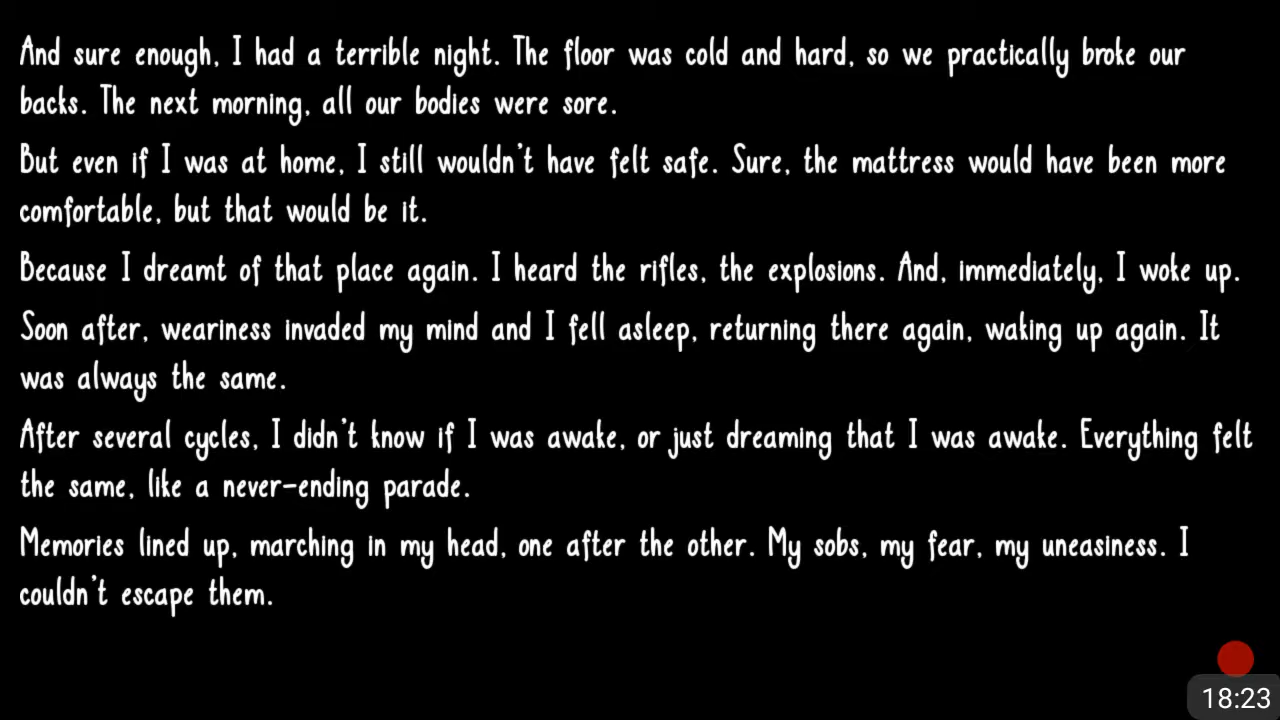 And sure enough, I had a terrible night. The floor was cold and hard, so we practically broke our
backs. The next morning, all our bodies were sore.
But even if I was at home, I still wouldn't have felt safe. Sure, the mattress would have been more
comfortable, but that would be it.
Because I dreamt of that place again. I heard the rifles, the explosions. And, immediately, I woke up.
Soon after, weariness invaded my mind and I fell asleep, returning there again, waking up again. It
was always the same.
After several cycles, I didn't know if I was awake, or just dreaming that I was awake. Everything felt
the same, like a never-ending parade.
Memories lined up, marching in my head, one after the other. My sobs, my fear, my uneasiness. I
couldn't escape them.
18:23